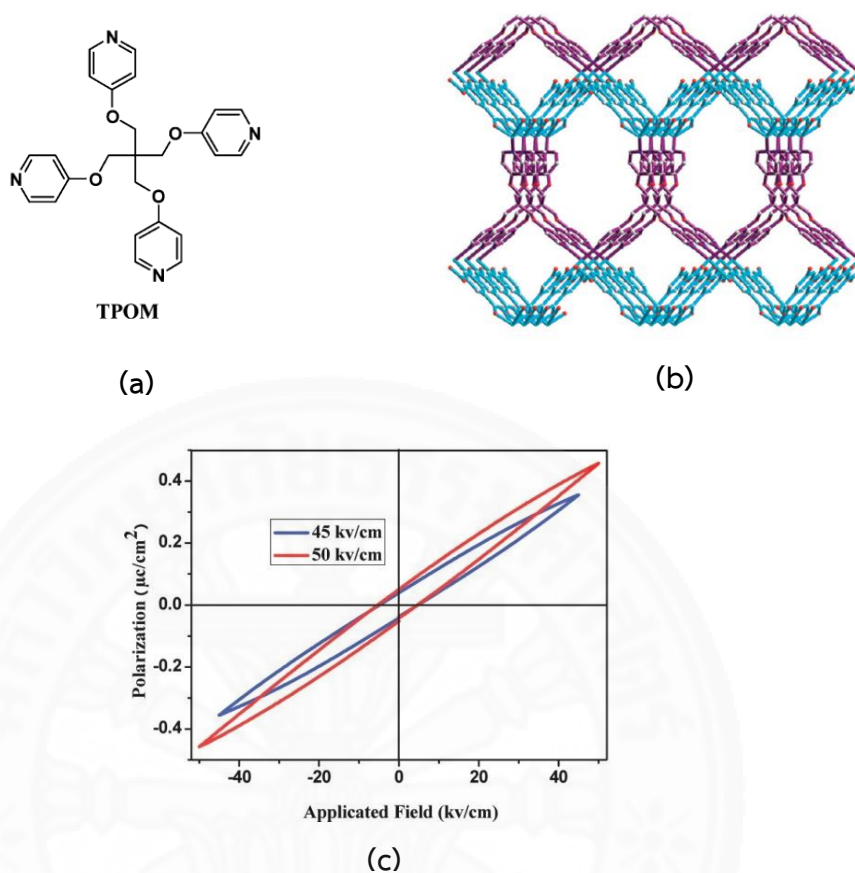 N
O
O
N
N
O
O
N
TPOM
(a)
(b)
0.4
0.2
0.0
-0.2
-0.4
Polarization (μc/cm²)
45 kv/cm
50 kv/cm
-40 -20 0 20 40
Applicated Field (kv/cm)
(c)